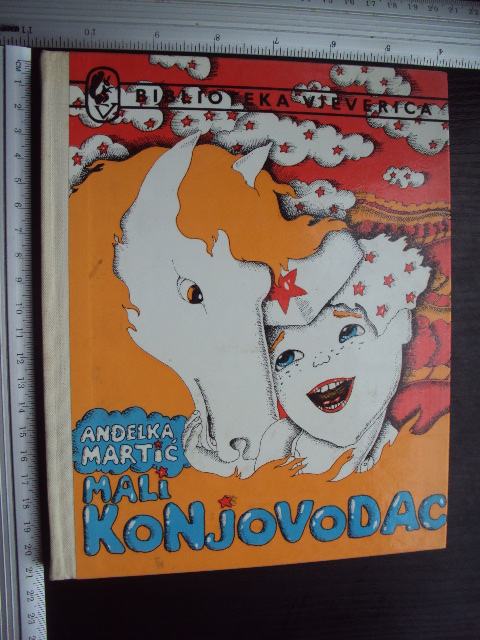 BIBLIOTEKA VJEVERICA
ANĐELKA
MARTIĆ
MALI
KONJOVODAC